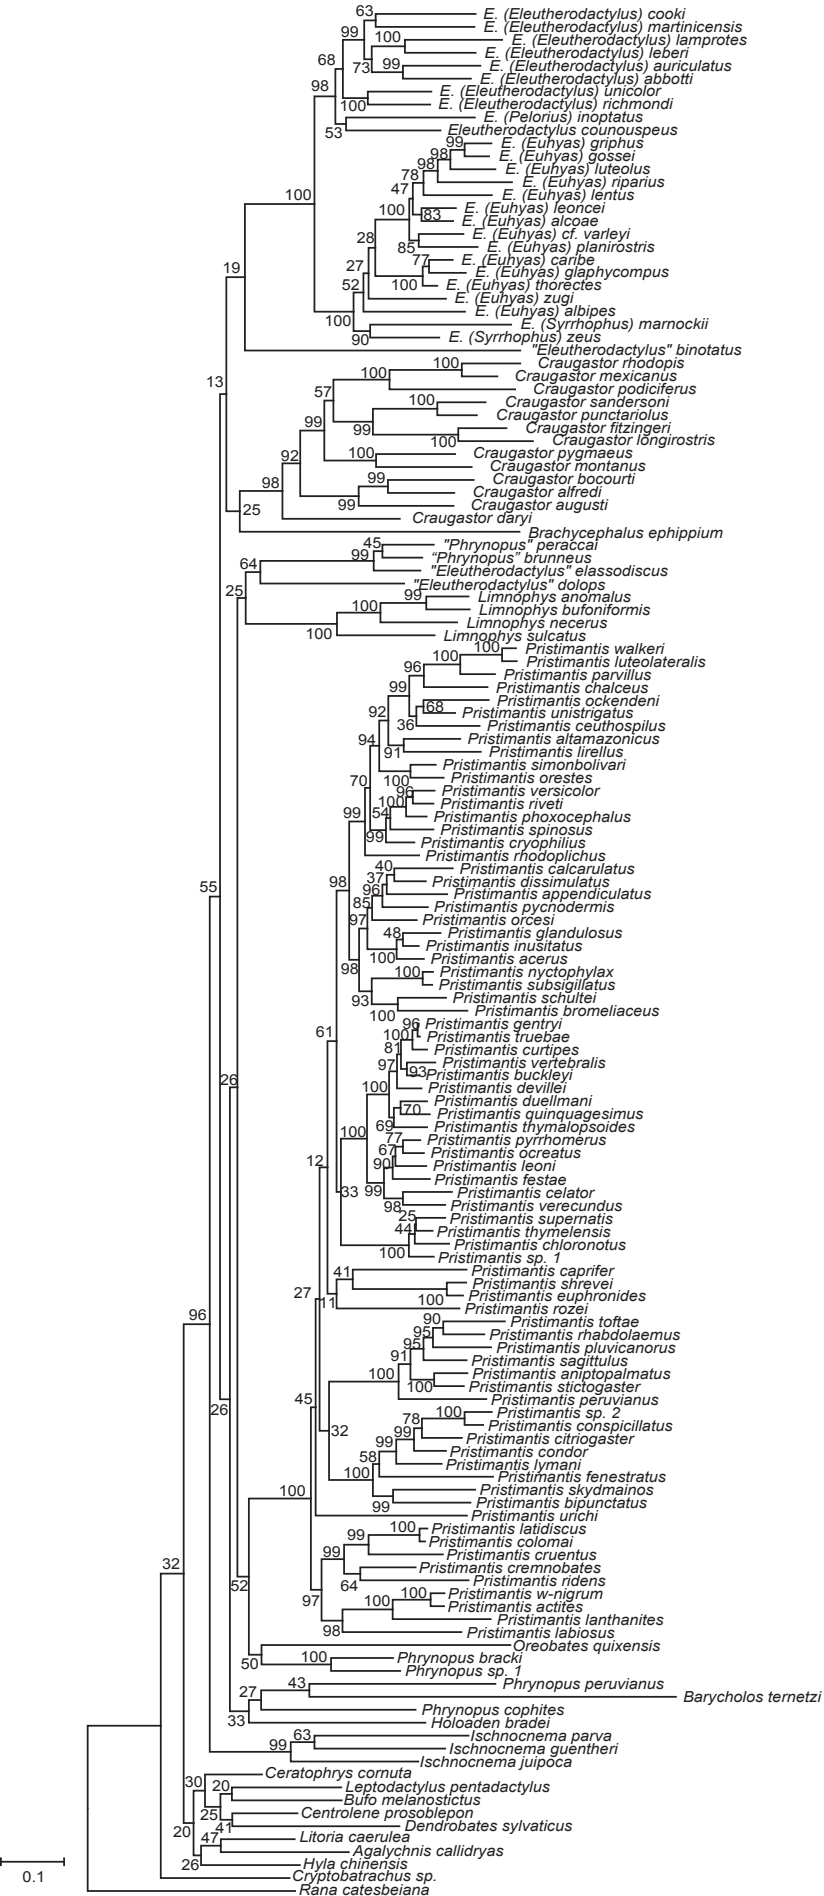 63
E. (Eleutherodactylus) cooki
E. (Eleutherodactylus) martinicensis
99
100
E. (Eleutherodactylus) lamprotes
E. (Eleutherodactylus) leberi
68
73
99
E. (Eleutherodactylus) auriculatus
E. (Eleutherodactylus) abbotti
98
E. (Eleutherodactylus) unicolor
100
E. (Eleutherodactylus) richmondi
E. (Pelorius) inoptatus
53
Eleutherodactylus counouspeus
99
E. (Euhyas) griphus
98
E. (Euhyas) gossei
98
E. (Euhyas) luteolus
78
E. (Euhyas) riparius
47
E. (Euhyas) lentus
100
E. (Euhyas) leoncei
100
83
E. (Euhyas) alcoae
E. (Euhyas) cf. varleyi
28
85
E. (Euhyas) planirostris
77
E. (Euhyas) caribe
19
27
E. (Euhyas) glaphycompus
52
100
E. (Euhyas) thorectes
E. (Euhyas) zugi
E. (Euhyas) albipes
100
E. (Syrrhophus) marnockii
90
E. (Syrrhophus) zeus
"Eleutherodactylus" binotatus
100
Craugastor rhodopis
100
Craugastor mexicanus
13
57
Craugastor podiciferus
100
Craugastor sandersoni
Craugastor punctariolus
99
99
Craugastor fitzingeri
100
Craugastor longirostris
92
100
Craugastor pygmaeus
Craugastor montanus
98
99
Craugastor bocourti
Craugastor alfredi
25
99
Craugastor augusti
Craugastor daryi
Brachycephalus ephippium
45
"Phrynopus" peraccai
99
“Phrynopus” brunneus
64
"Eleutherodactylus" elassodiscus
"Eleutherodactylus" dolops
25
99
Limnophys anomalus
100
Limnophys bufoniformis
Limnophys necerus
100
Limnophys sulcatus
100
Pristimantis walkeri
100
Pristimantis luteolateralis
96
Pristimantis parvillus
99
Pristimantis chalceus
Pristimantis ockendeni
68
92
Pristimantis unistrigatus
36
Pristimantis ceuthospilus
94
Pristimantis altamazonicus
91
Pristimantis lirellus
Pristimantis simonbolivari
70
100
Pristimantis orestes
96
Pristimantis versicolor
100
Pristimantis riveti
99
54
Pristimantis phoxocephalus
Pristimantis spinosus
99
Pristimantis cryophilius
Pristimantis rhodoplichus
40
Pristimantis calcarulatus
98
37
Pristimantis dissimulatus
55
96
Pristimantis appendiculatus
85
Pristimantis pycnodermis
97
Pristimantis orcesi
48
Pristimantis glandulosus
Pristimantis inusitatus
100
Pristimantis acerus
98
100
Pristimantis nyctophylax
Pristimantis subsigillatus
93
Pristimantis schultei
100
Pristimantis bromeliaceus
96
Pristimantis gentryi
61
100
Pristimantis truebae
81
Pristimantis curtipes
97
Pristimantis vertebralis
93
Pristimantis buckleyi
26
100
Pristimantis devillei
Pristimantis duellmani
70
Pristimantis quinquagesimus
69
Pristimantis thymalopsoides
100
77
Pristimantis pyrrhomerus
67
Pristimantis ocreatus
12
90
Pristimantis leoni
Pristimantis festae
33
99
Pristimantis celator
98
Pristimantis verecundus
25
Pristimantis supernatis
44
Pristimantis thymelensis
Pristimantis chloronotus
100
Pristimantis sp. 1
41
Pristimantis caprifer
Pristimantis shrevei
27
11
100
Pristimantis euphronides
Pristimantis rozei
96
90
Pristimantis toftae
95
Pristimantis rhabdolaemus
95
Pristimantis pluvicanorus
91
Pristimantis sagittulus
100
Pristimantis aniptopalmatus
100
Pristimantis stictogaster
45
Pristimantis peruvianus
26
100
Pristimantis sp. 2
78
Pristimantis conspicillatus
32
99
Pristimantis citriogaster
99
Pristimantis condor
58
Pristimantis lymani
100
Pristimantis fenestratus
100
Pristimantis skydmainos
99
Pristimantis bipunctatus
Pristimantis urichi
100
Pristimantis latidiscus
99
Pristimantis colomai
99
Pristimantis cruentus
32
Pristimantis cremnobates
52
64
Pristimantis ridens
97
100
Pristimantis w-nigrum
100
Pristimantis actites
Pristimantis lanthanites
98
Pristimantis labiosus
Oreobates quixensis
50
100
Phrynopus bracki
Phrynopus sp. 1
43
Phrynopus peruvianus
27
Barycholos ternetzi
Phrynopus cophites
33
Holoaden bradei
63
Ischnocnema parva
99
Ischnocnema guentheri
Ischnocnema juipoca
Ceratophrys cornuta
30
20
Leptodactylus pentadactylus
Bufo melanostictus
25
Centrolene prosoblepon
41
Dendrobates sylvaticus
20
47
Litoria caerulea
Agalychnis callidryas
26
Hyla chinensis
0.1
Cryptobatrachus sp.
Rana catesbeiana